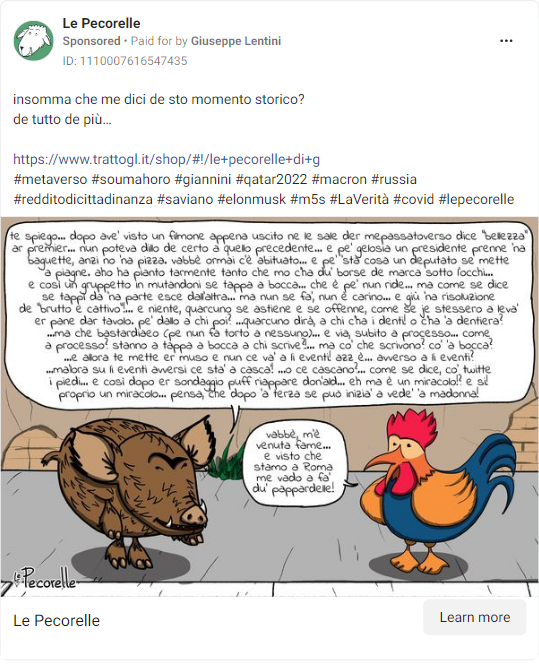 Le Pecorelle
Sponsored • Paid for by Giuseppe Lentini
ID: 1110007616547435
insomma che me dici de sto momento storico?
de tutto de più...
https://www.trattogl.it/shop/#!/le+pecorelle+di+g
#metaverso #soumahoro #giannini #qatar2022 #macron #russia
#redditodicittadinanza #saviano #elonmusk #m5s #LaVerità #covid #lepecorelle
te spiego... dopo ave' visto un filmone appena uscito ne le sale der mepassatoverso dice "bellezza"
ar premier... nun poteva dillo de certo a quello precedente... e pe' gelosia un presidente prenne 'na
baguette, anzi no 'na pizza. vabbè ormai c'è abituato... e pe' 'sta cosa un deputato se mette
a piagne. aho ha pianto tarmente tanto che mo cha du' borse de marca sotto l'occhi...
e così un gruppetto in mutandoni se tappa a bocca... che è pe' nun ride... ma come se dice
se tappi da 'na parte esce dall'altra... ma nun se fa, nun è carino... e giù 'na risoluzione
de "brutto e cattivo"... e niente, quarcuno se astiene e se offenne, come se je stessero a leva'
er pane dar tavolo. pe' dallo a chi poi? ...quarcuno dirà, a chi cha i denti! o cha 'a dentiera!
...ma che bastardaeo (pe nun fa torto a nessuno)... e via, subito a processo... come
a processo? stanno a tappà a bocca a chi scrive?... ma co' che scrivono? co' 'a bocca?
...e allora te mette er muso e nun ce va' a li eventi! azz è... avverso a li eventi?
...malora su li eventi avversi ce sta' a casca! ...o ce cascano?... come se dice, co' tuitte
i piedi... e così dopo er sondaggio puff riappare donald... eh ma è un miracolo!? e si!
proprio un miracolo... pensa, che dopo 'a terza se può inizià' a vede' 'a madonna!
vabbè, m'è
venuta fame...
e visto che
stamo a Roma
me vado a fa'
du' pappardelle!
Le Pecorelle
Le Pecorelle
Learn more